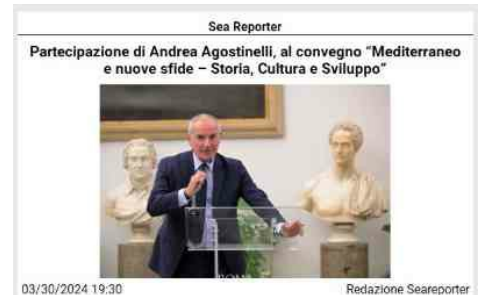 Sea Reporter
Partecipazione di Andrea Agostinelli, al convegno “Mediterraneo
e nuove sfide – Storia, Cultura e Sviluppo”
ROMA
03/30/2024 19:30
Redazione Seareporter